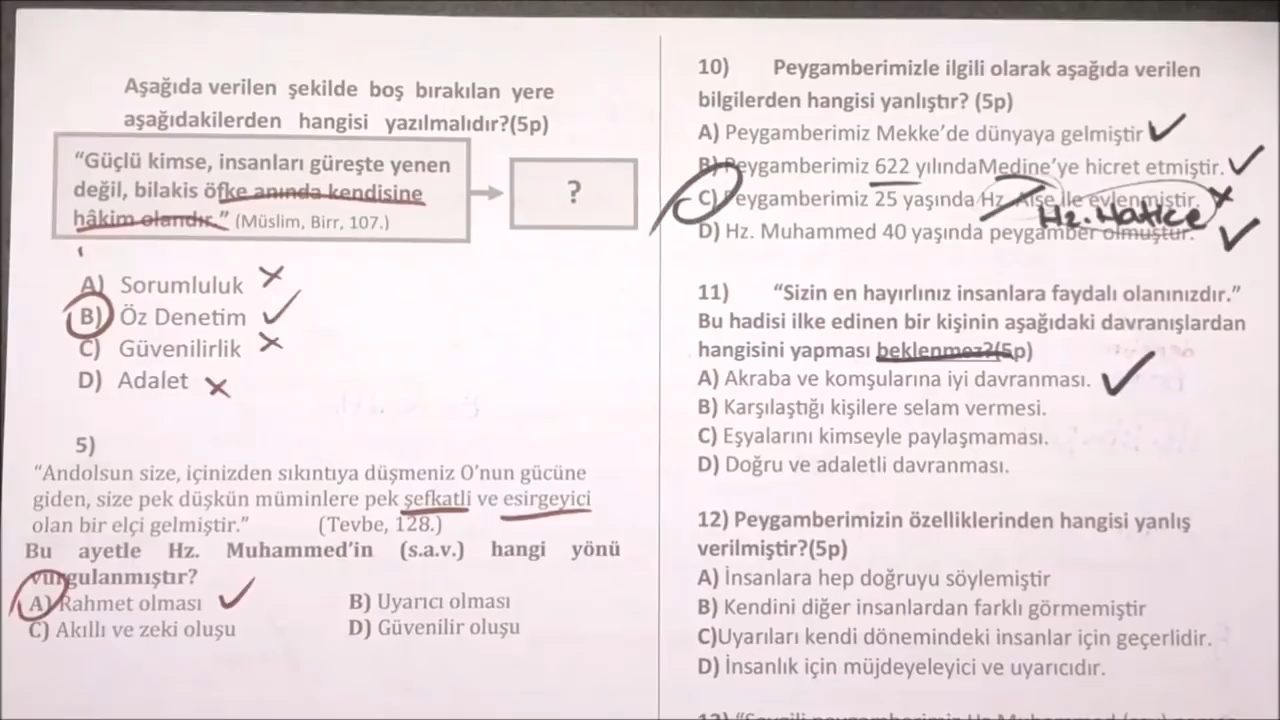 Aşağıda verilen şekilde boş bırakılan yere
aşağıdakilerden hangisi yazılmalıdır?(5p)
“Güçlü kimse, insanları güreşte yenen
değil, bilakis öfke anında kendisine
hâkim olandır.” (Müslim, Birr, 107.)
?
A) Sorumluluk
B) Öz Denetim
C) Güvenilirlik
D) Adalet
5)
“Andolsun size, içinizden sıkıntıya düşmeniz O’nun gücüne
giden, size pek düşkün müminlere pek şefkatli ve esirgeyici
olan bir elçi gelmiştir.” (Tevbe, 128.)
Bu ayetle Hz. Muhammed’in (s.a.v.) hangi yönü
vurgulanmıştır?
A) Rahmet olması B) Uyarıcı olması
C) Akıllı ve zeki oluşu D) Güvenilir oluşu
10) Peygamberimizle ilgili olarak aşağıda verilen
bilgilerden hangisi yanlıştır? (5p)
A) Peygamberimiz Mekke’de dünyaya gelmiştir
B) Peygamberimiz 622 yılındaMedine’ye hicret etmiştir.
C) Peygamberimiz 25 yaşında Hz. Aişe ile evlenmiştir.
Hz. Hatice
D) Hz. Muhammed 40 yaşında peygamber olmuştur.
11) “Sizin en hayırlınız insanlara faydalı olanınızdır.”
Bu hadisi ilke edinen bir kişinin aşağıdaki davranışlardan
hangisini yapması beklenmez?(5p)
A) Akraba ve komşularına iyi davranması.
B) Karşılaştığı kişilere selam vermesi.
C) Eşyalarını kimseyle paylaşmaması.
D) Doğru ve adaletli davranması.
12) Peygamberimizin özelliklerinden hangisi yanlış
verilmiştir?(5p)
A) İnsanlara hep doğruyu söylemiştir
B) Kendini diğer insanlardan farklı görmemiştir
C)Uyarıları kendi dönemindeki insanlar için geçerlidir.
D) İnsanlık için müjdeyeleyici ve uyarıcıdır.